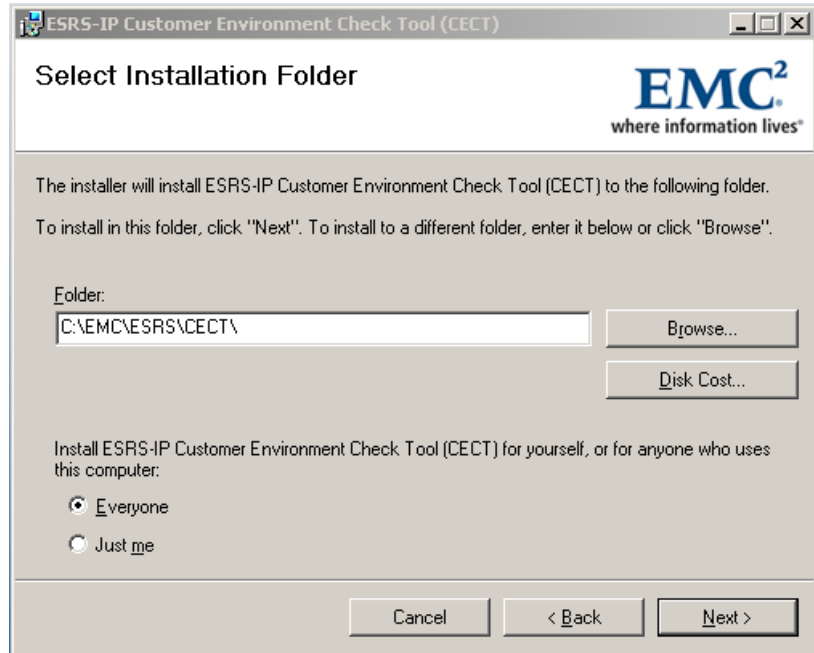 ESRS-IP Customer Environment Check Tool (CECT)
Select Installation Folder
EMC²
where information lives®
The installer will install ESRS-IP Customer Environment Check Tool (CECT) to the following folder.
To install in this folder, click "Next". To install to a different folder, enter it below or click "Browse".
Folder:
C:\EMC\ESRS\CECT\
Browse...
Disk Cost...
Install ESRS-IP Customer Environment Check Tool (CECT) for yourself, or for anyone who uses
this computer:
Everyone
Just me
Cancel
< Back
Next >